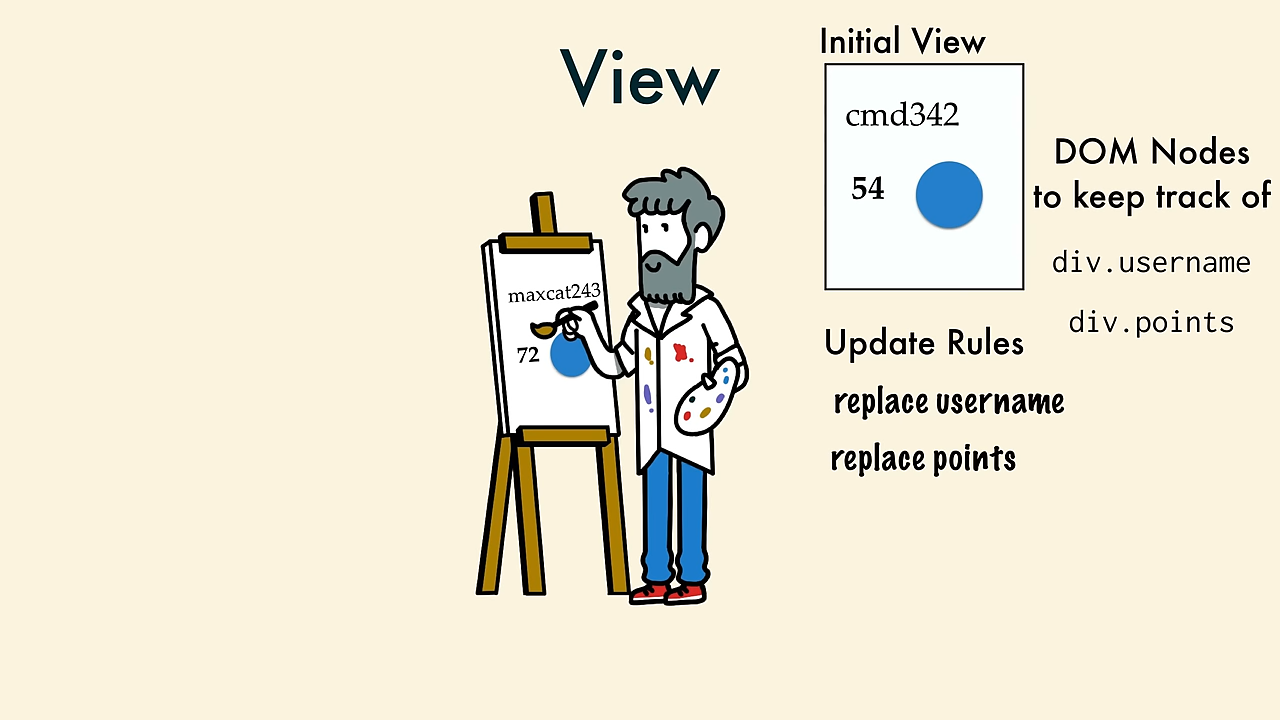 View
maxcat243
72
Initial View
cmd342
54
DOM Nodes
to keep track of
div.username
div.points
Update Rules
replace username
replace points